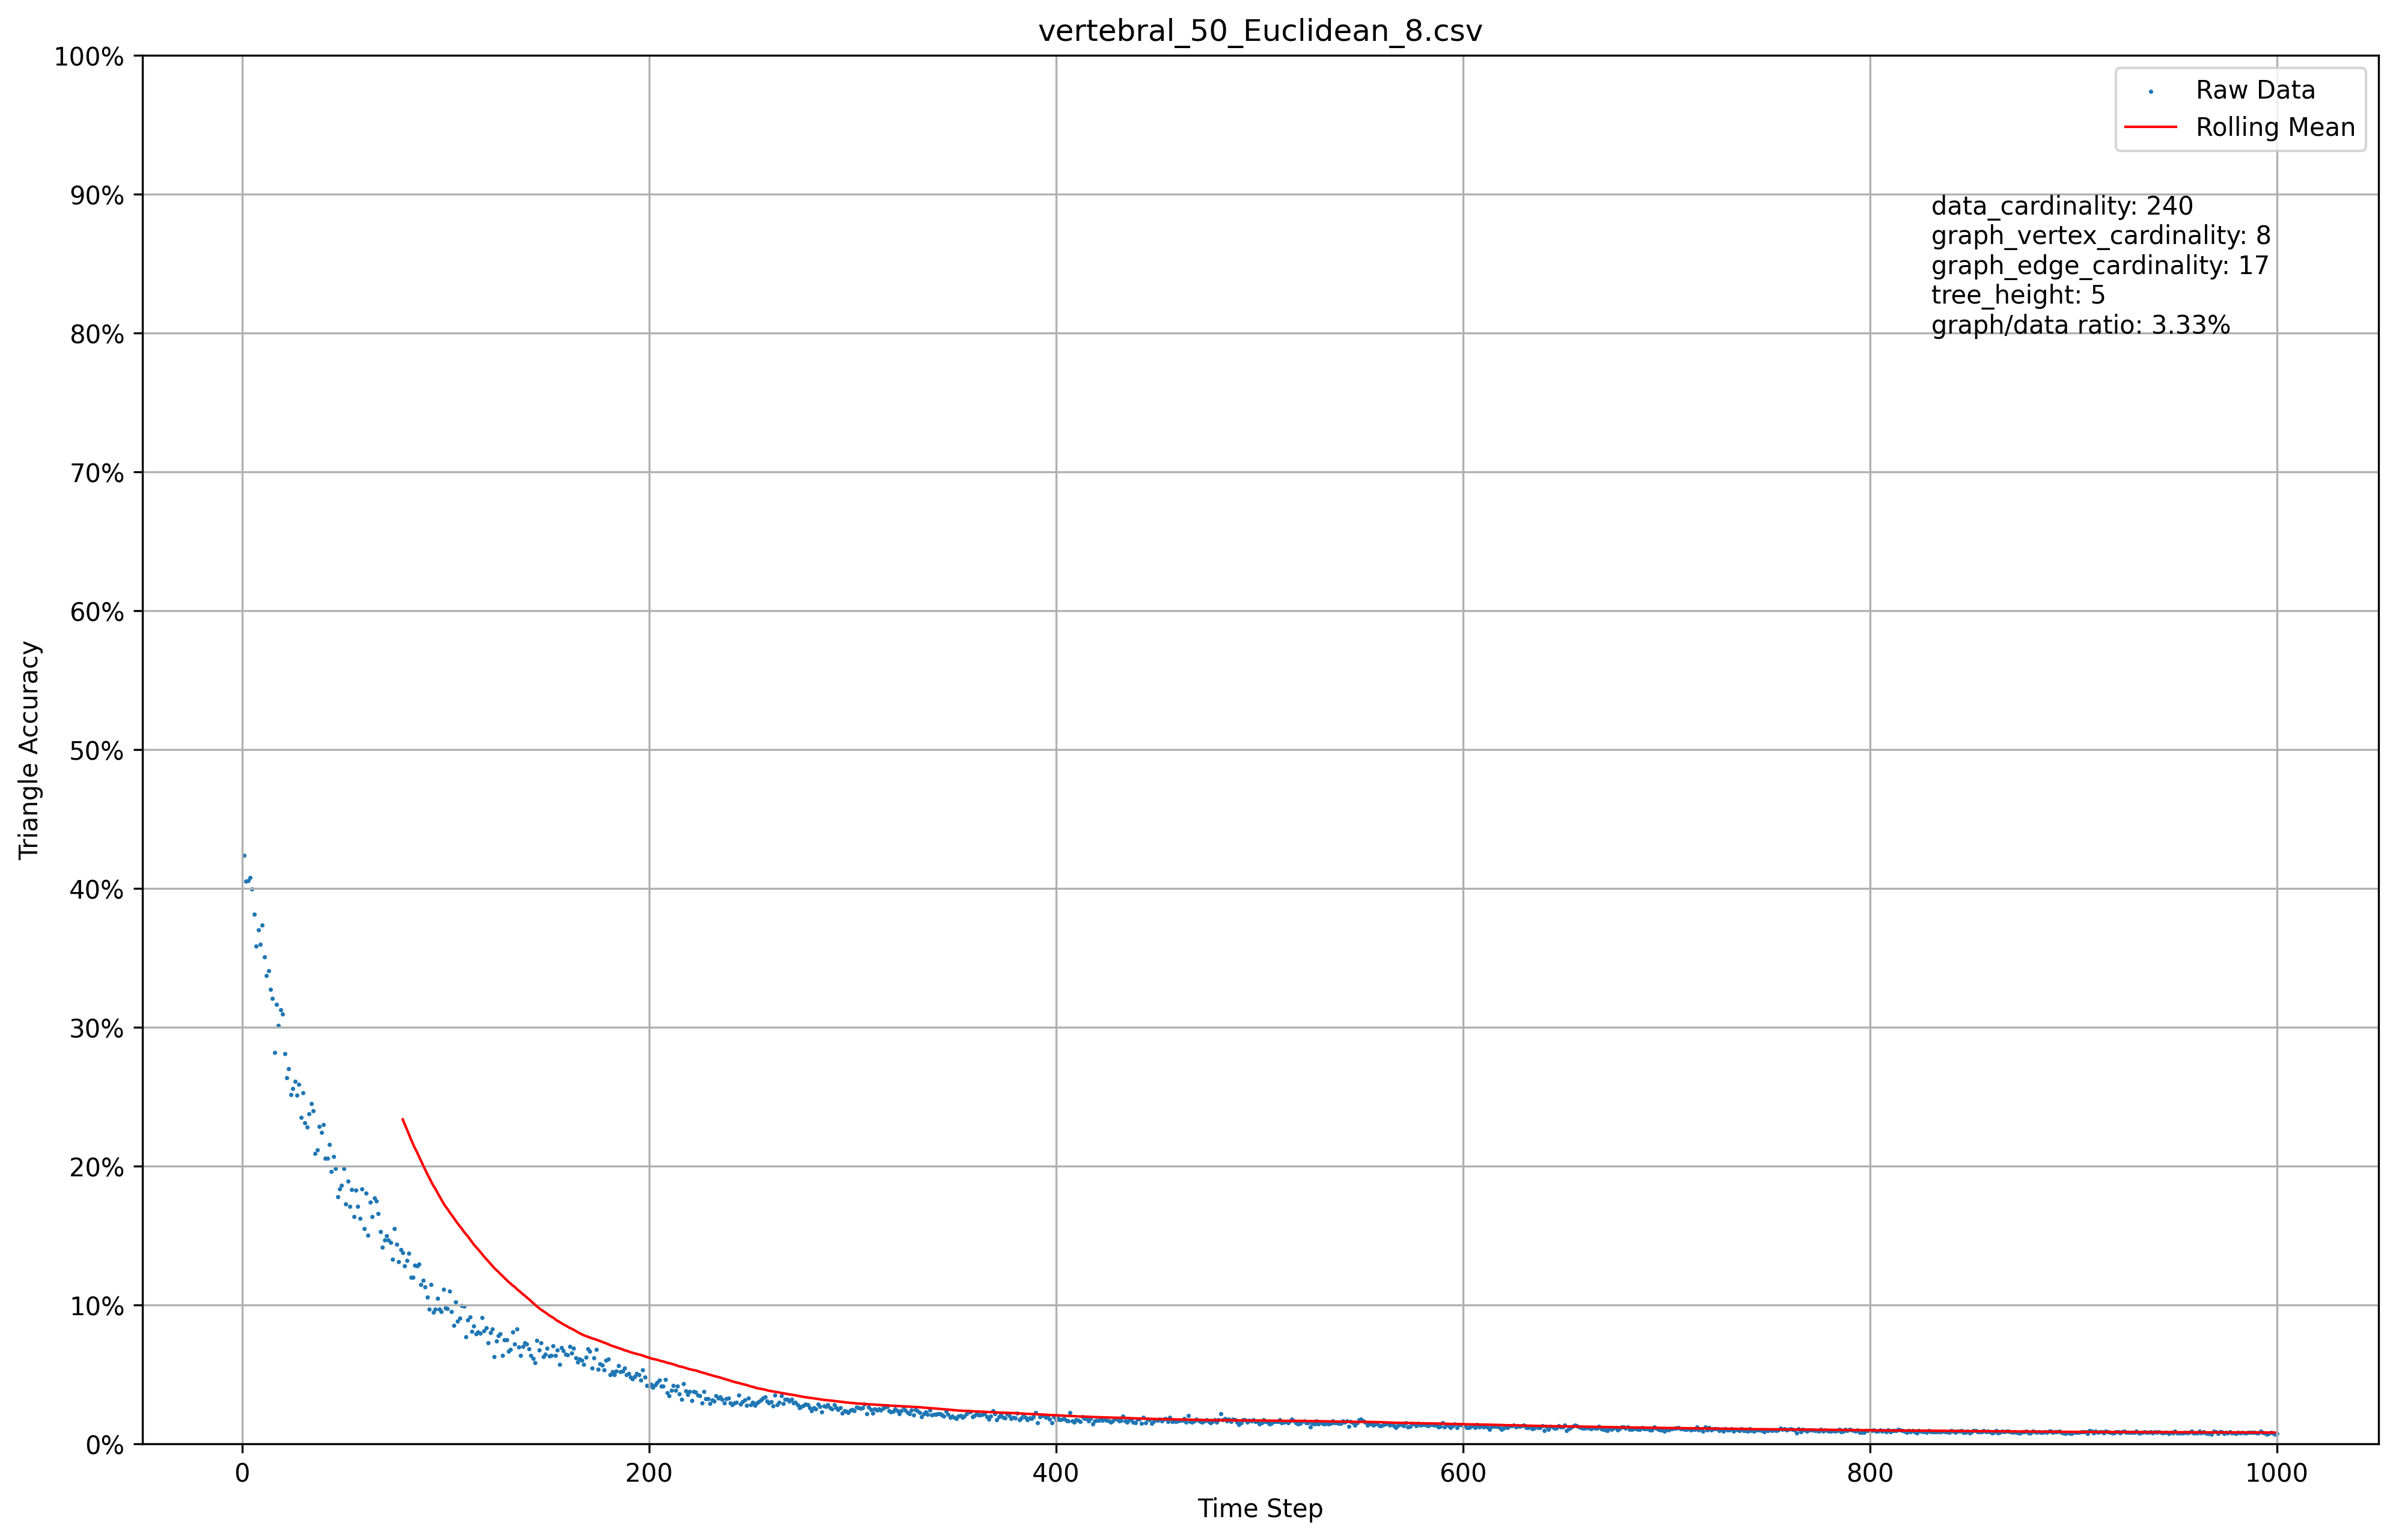 vertebral_50_Euclidean_8.csv
100%
90%
80%
70%
60%
50%
40%
30%
20%
10%
0%
Triangle Accuracy
Raw Data
Rolling Mean
data_cardinality: 240
graph_vertex_cardinality: 8
graph_edge_cardinality: 17
tree_height: 5
graph/data ratio: 3.33%
0 200 400 600 800 1000
Time Step